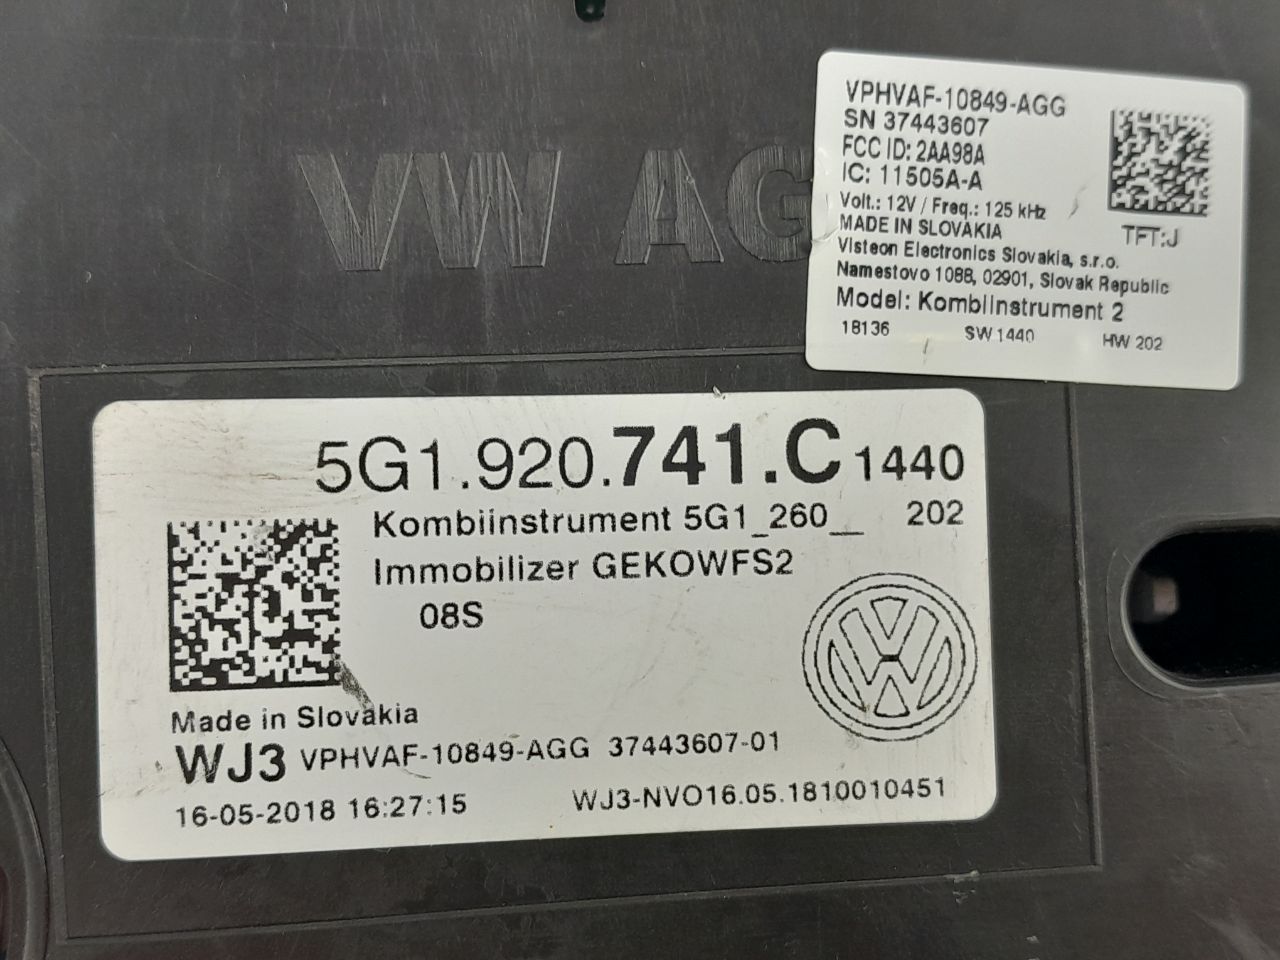 VW AG
VPHVAF-10849-AGG
SN 37443607
FCC ID: 2AA98A
IC: 11505A-A
Volt.: 12V / Freq.: 125 kHz
MADE IN SLOVAKIA
TFT:J
Visteon Electronics Slovakia, s.r.o.
Namestovo 1088, 02901, Slovak Republic
Model: Kombiinstrument 2
18136 SW 1440 HW 202
5G1.920.741.C 1440
Kombiinstrument 5G1_260__ 202
Immobilizer GEKOWFS2
08S
Made in Slovakia
WJ3 VPHVAF-10849-AGG 37443607-01
16-05-2018 16:27:15 WJ3-NVO16.05.1810010451